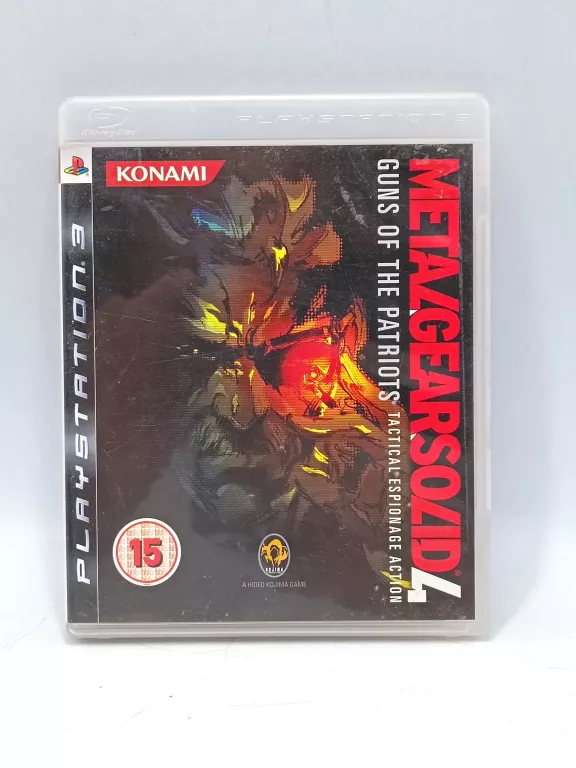 Blu-ray Disc
PLAYSTATION 3
PLAYSTATION 3
KONAMI
METAL GEAR SOLID® 4
GUNS OF THE PATRIOTS®
TACTICAL ESPIONAGE ACTION
15
KOJIMA
A HIDEO KOJIMA GAME